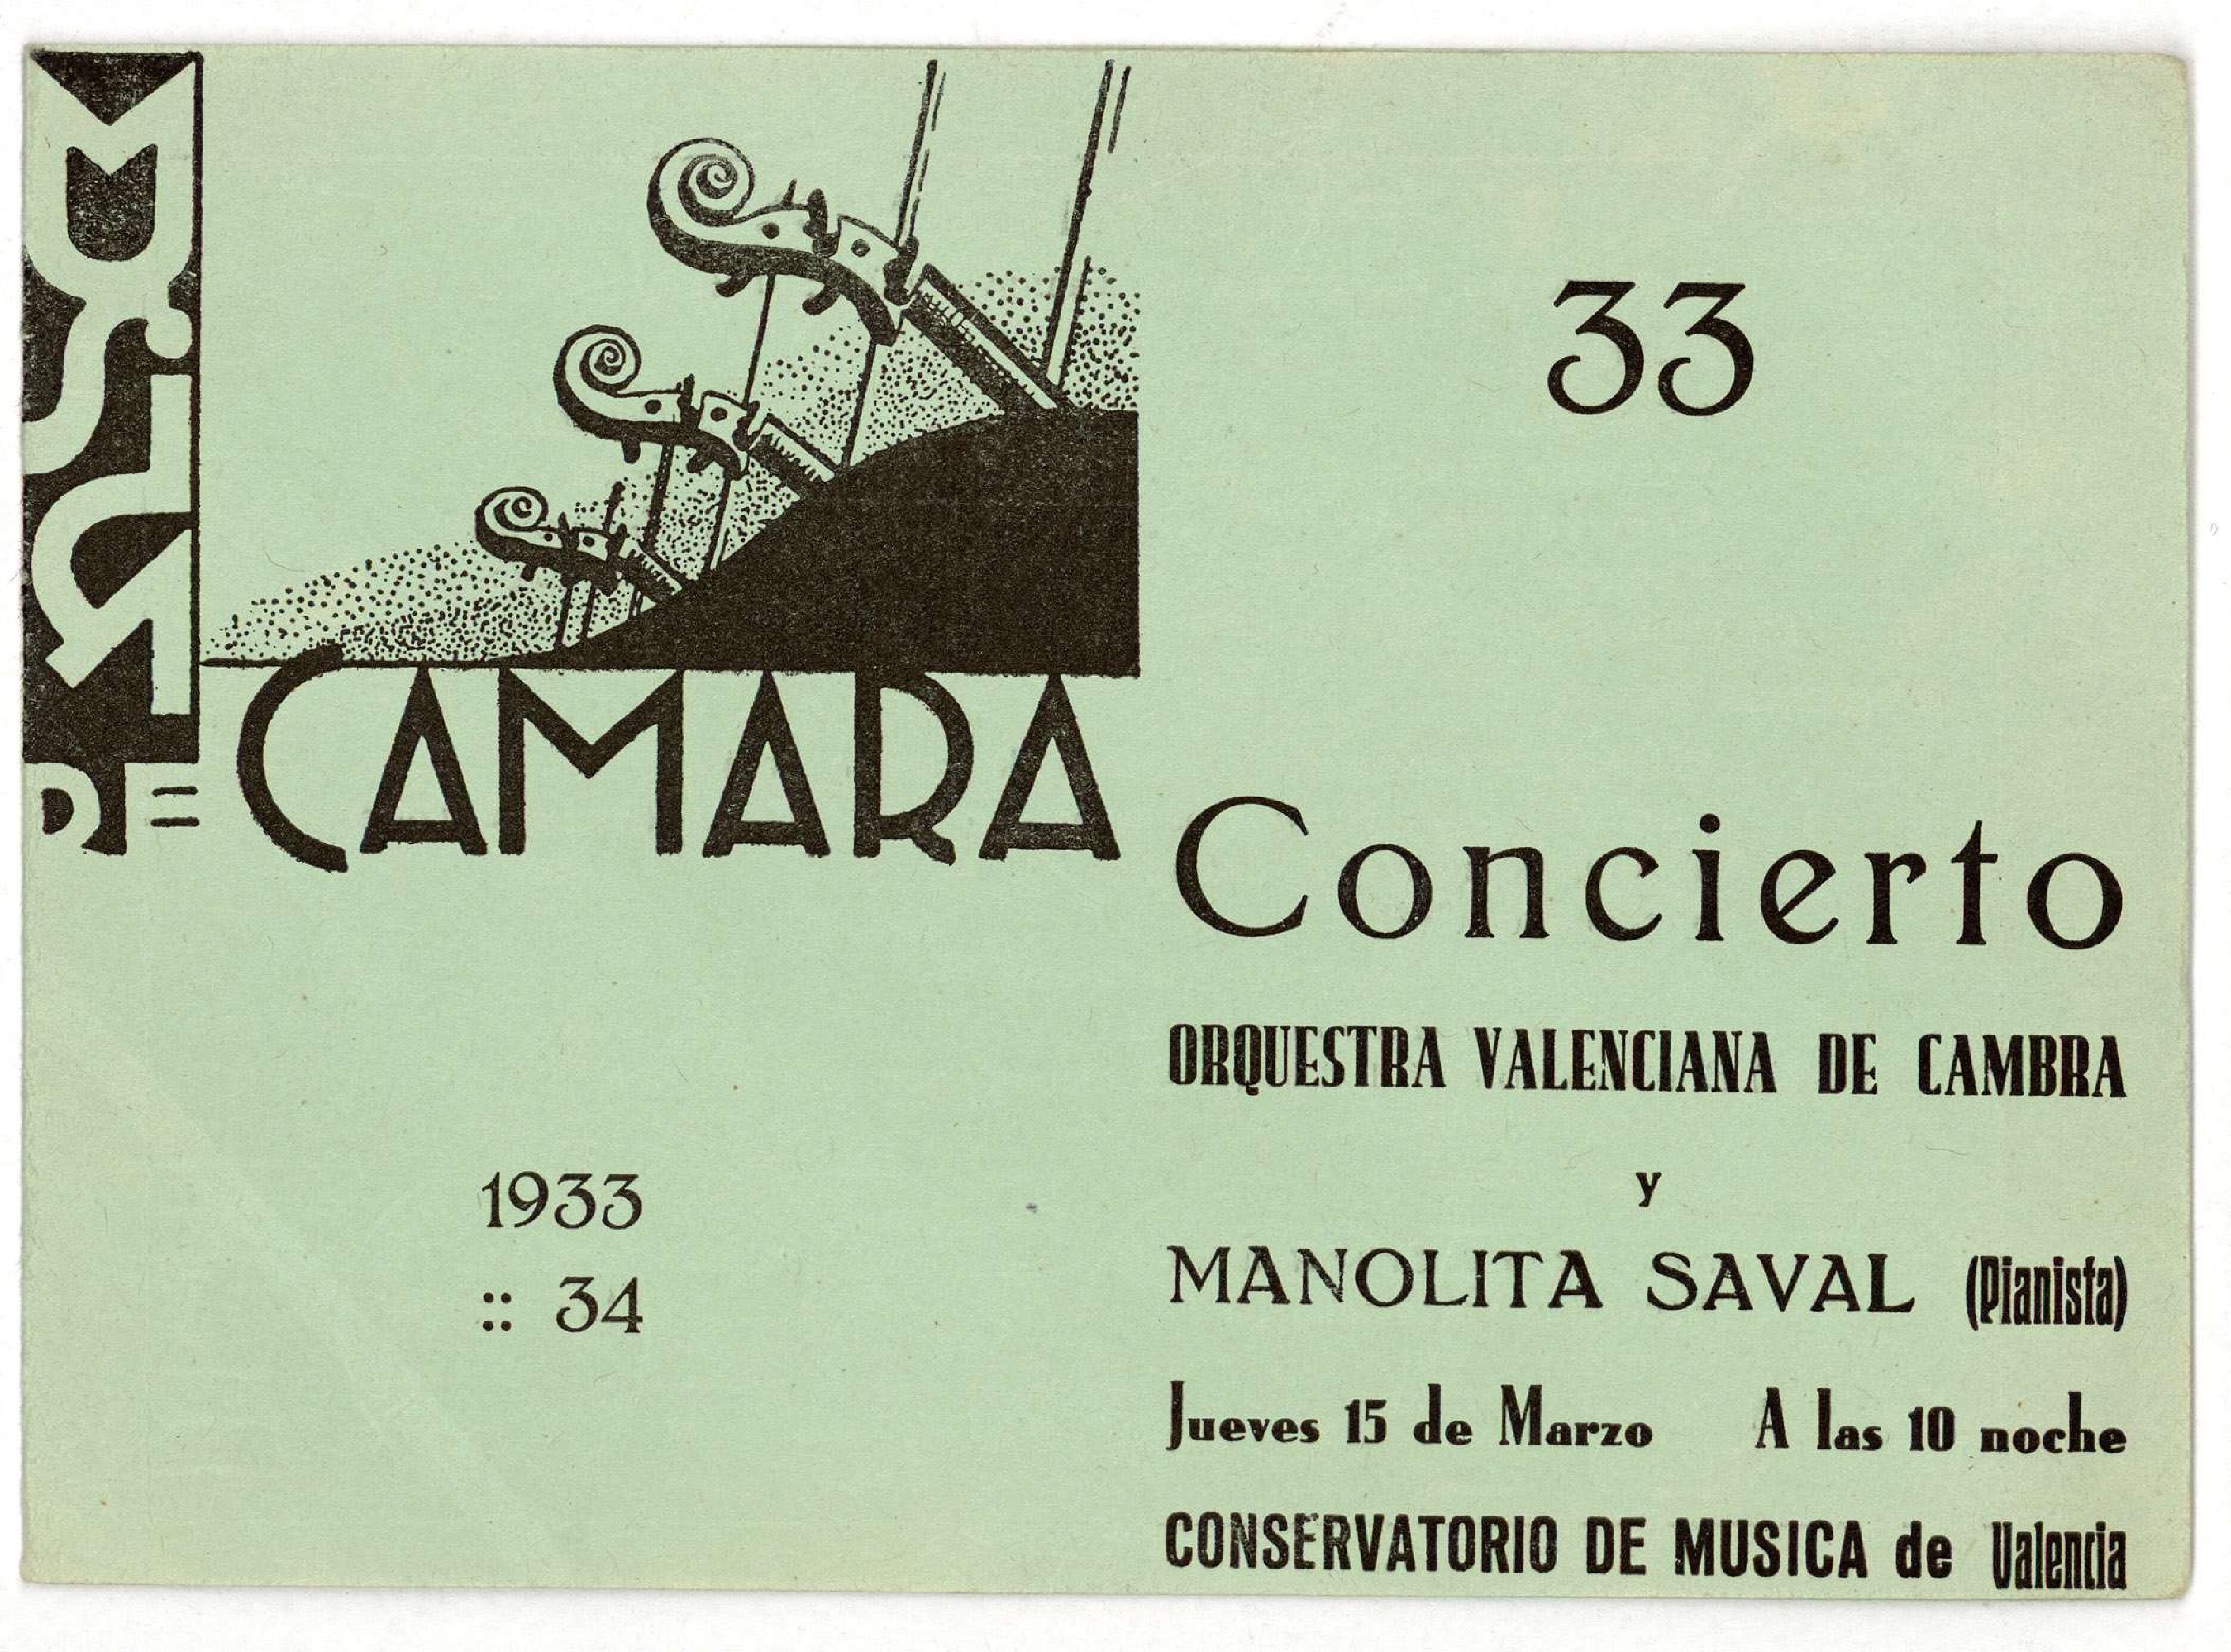 MUSICA
DE CAMARA
1933
:: 34
33
Concierto
ORQUESTRA VALENCIANA DE CAMBRA
y
MANOLITA SAVAL (Pianista)
Jueves 15 de Marzo A las 10 noche
CONSERVATORIO DE MUSICA de Valencia